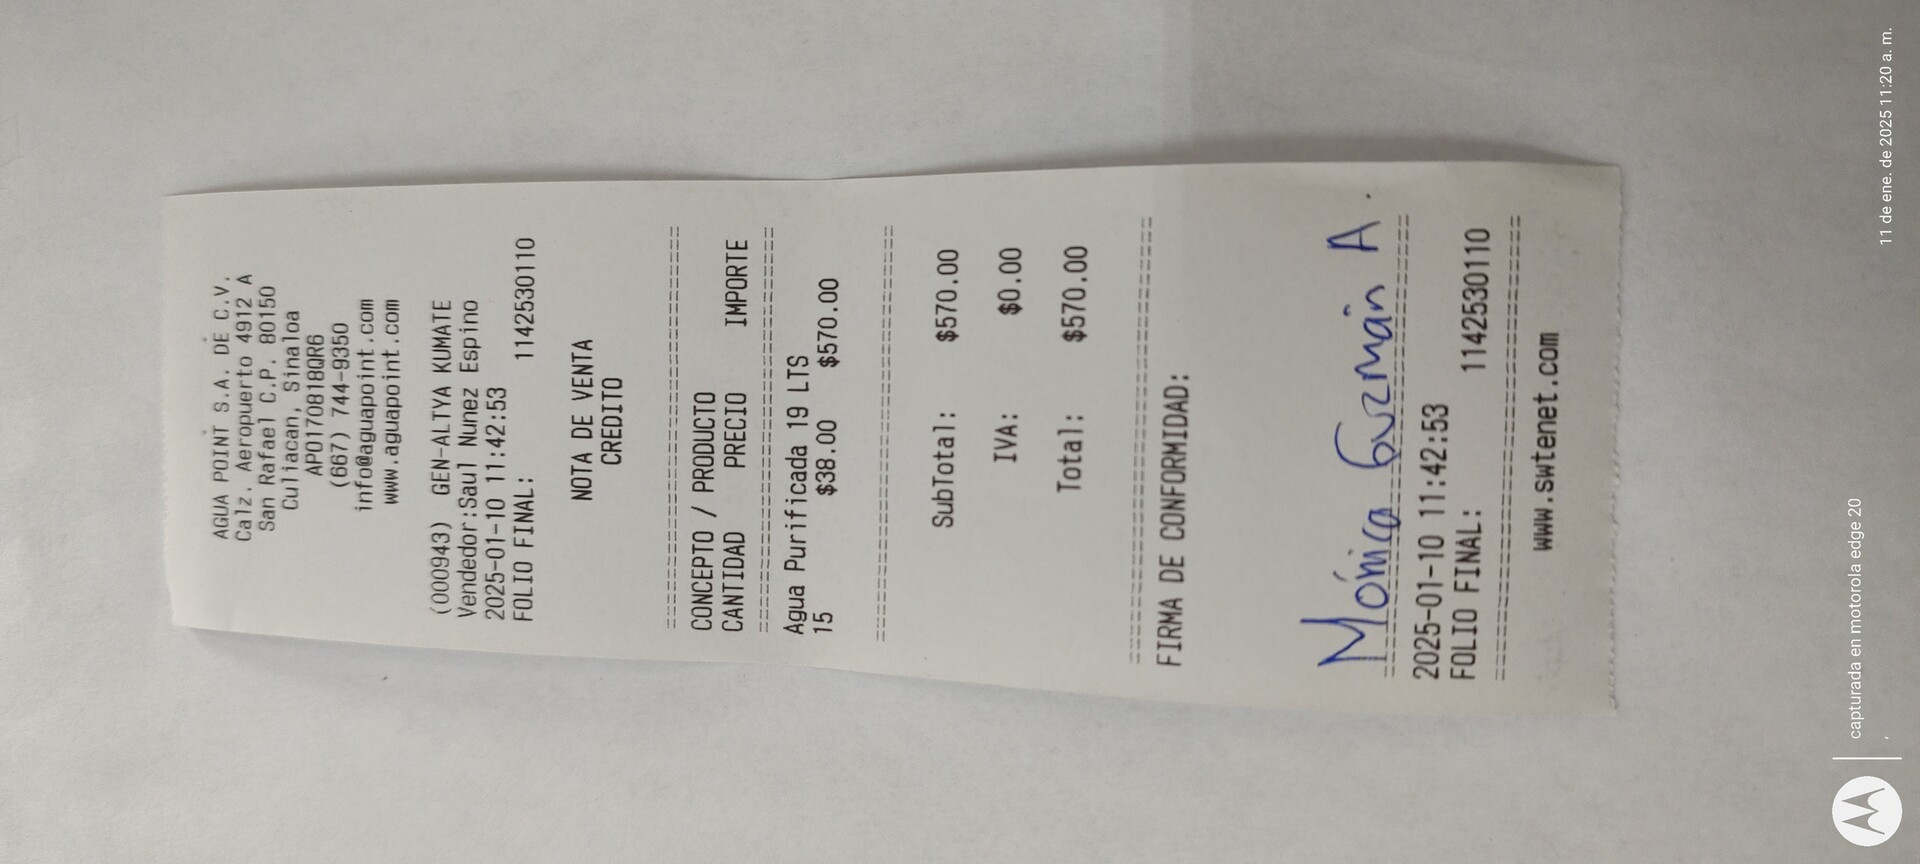 AGUA POINT S.A. DE C.V.
Calz. Aeropuerto 4912 A
San Rafael C.P. 80150
Culiacan, Sinaloa
APO170818QR6
(667) 744-9350
info@aguapoint.com
www.aguapoint.com
(000943) GEN-ALTYA KUMATE
Vendedor:Saul Nunez Espino
2025-01-10 11:42:53
FOLIO FINAL: 1142530110
NOTA DE VENTA
CREDITO
==============================
CONCEPTO / PRODUCTO
CANTIDAD PRECIO IMPORTE
==============================
Agua Purificada 19 LTS
15 $38.00 $570.00
==============================
SubTotal: $570.00
IVA: $0.00
Total: $570.00
==============================
FIRMA DE CONFORMIDAD:
Mónica Guzmán A.
==============================
2025-01-10 11:42:53
FOLIO FINAL: 1142530110
==============================
www.swtenet.com
capturada en motorola edge 20
11 de ene. de 2025 11:20 a. m.